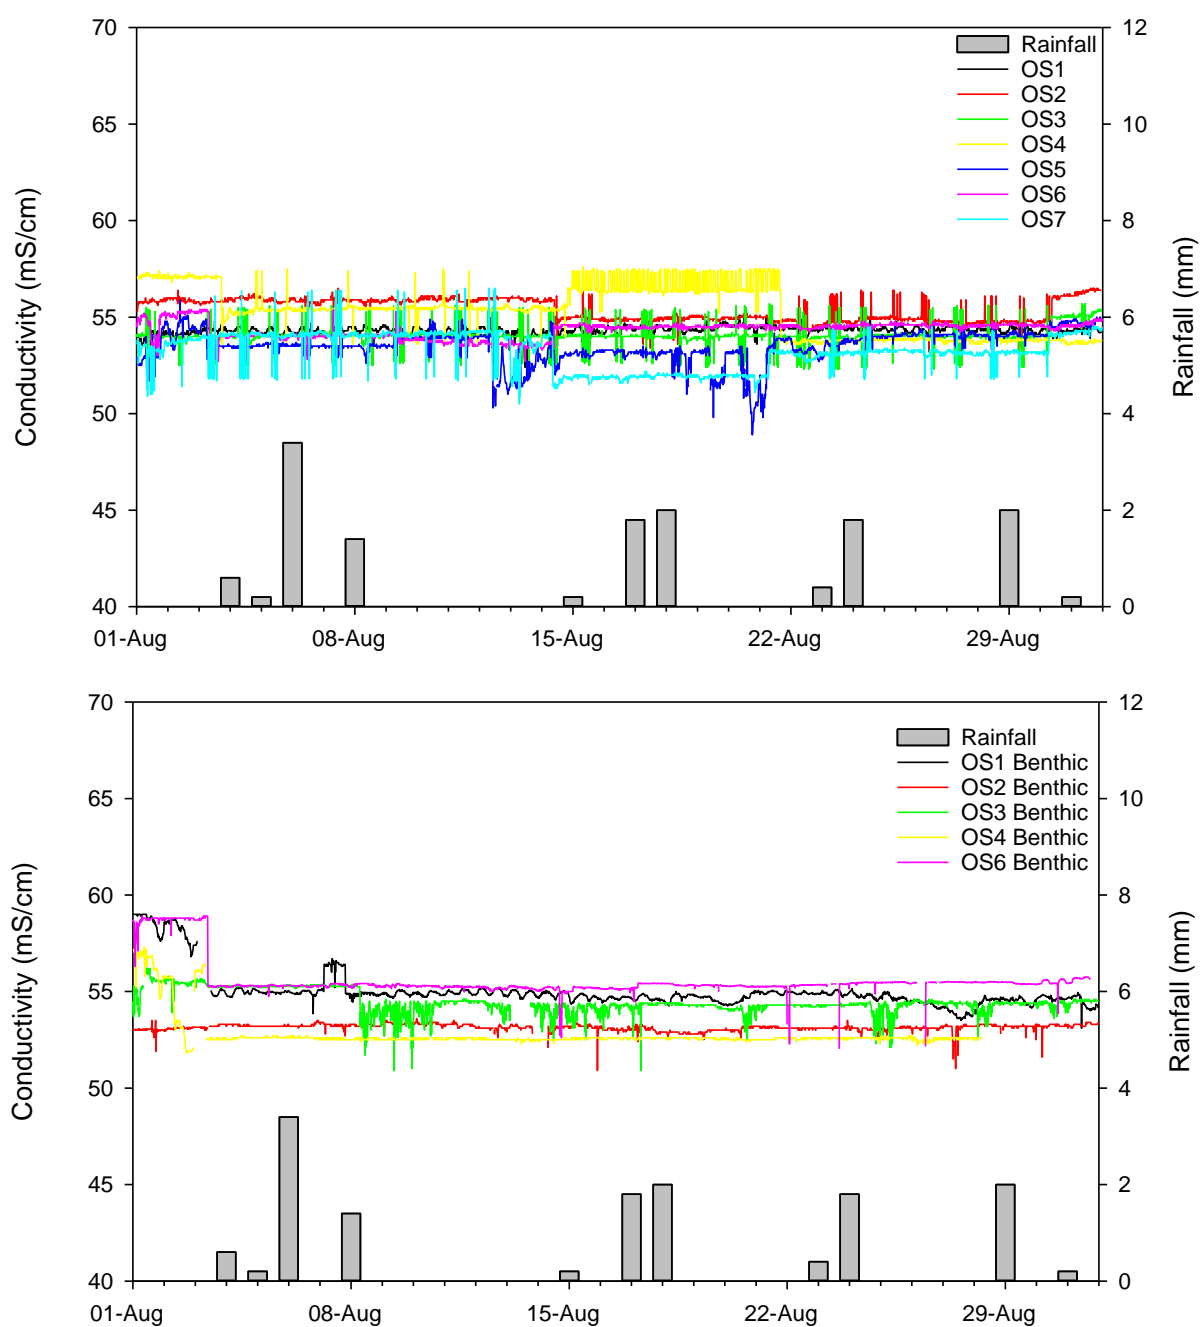 70
65
60
55
50
45
40
Conductivity (mS/cm)
12
10
8
6
4
2
0
Rainfall (mm)
Rainfall
OS1
OS2
OS3
OS4
OS5
OS6
OS7
01-Aug 08-Aug 15-Aug 22-Aug 29-Aug
70
65
60
55
50
45
40
Conductivity (mS/cm)
12
10
8
6
4
2
0
Rainfall (mm)
Rainfall
OS1 Benthic
OS2 Benthic
OS3 Benthic
OS4 Benthic
OS6 Benthic
01-Aug 08-Aug 15-Aug 22-Aug 29-Aug